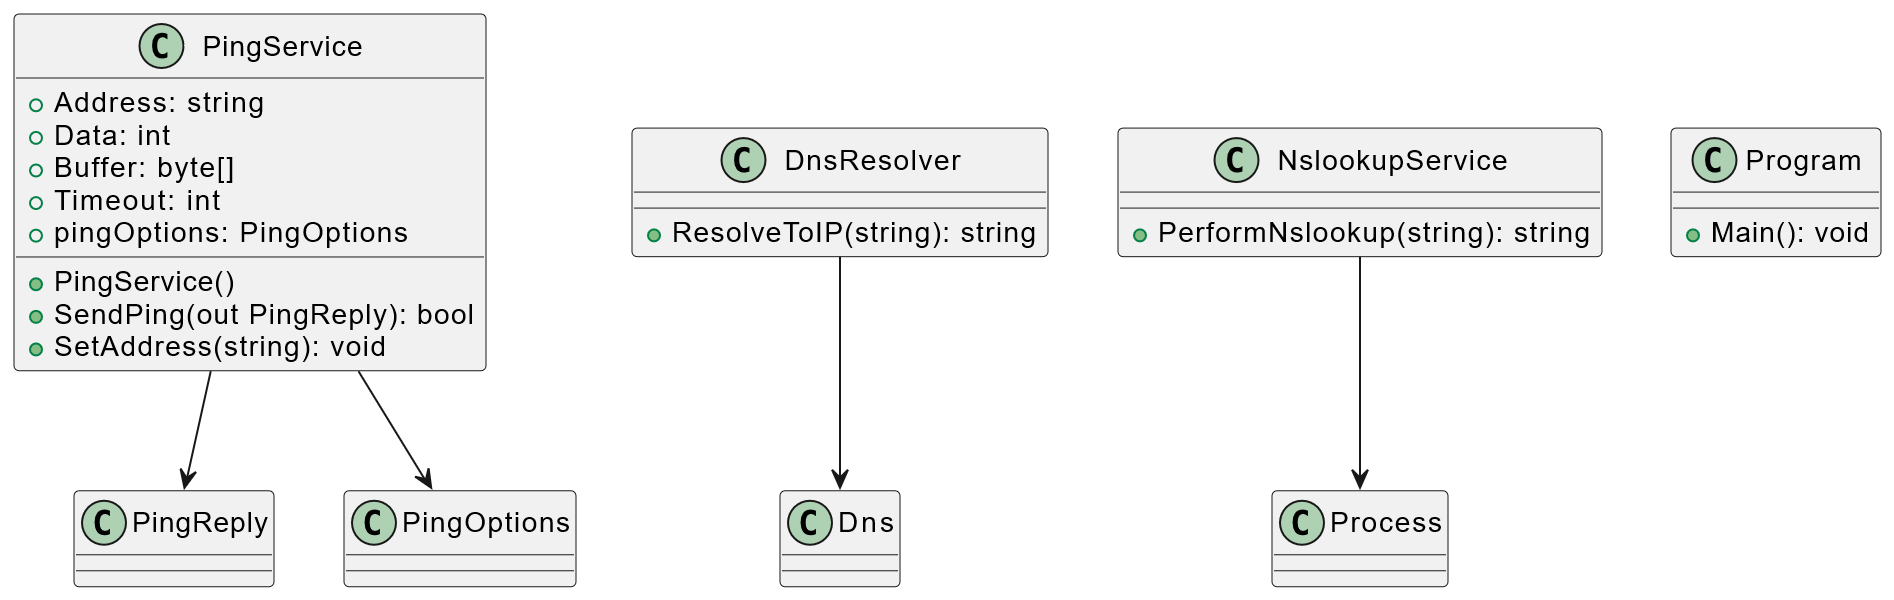 C PingService
Address: string
Data: int
Buffer: byte[]
Timeout: int
pingOptions: PingOptions
PingService()
SendPing(out PingReply): bool
SetAddress(string): void
C DnsResolver
ResolveToIP(string): string
C NslookupService
PerformNslookup(string): string
C Program
Main(): void
C PingReply
C PingOptions
C Dns
C Process